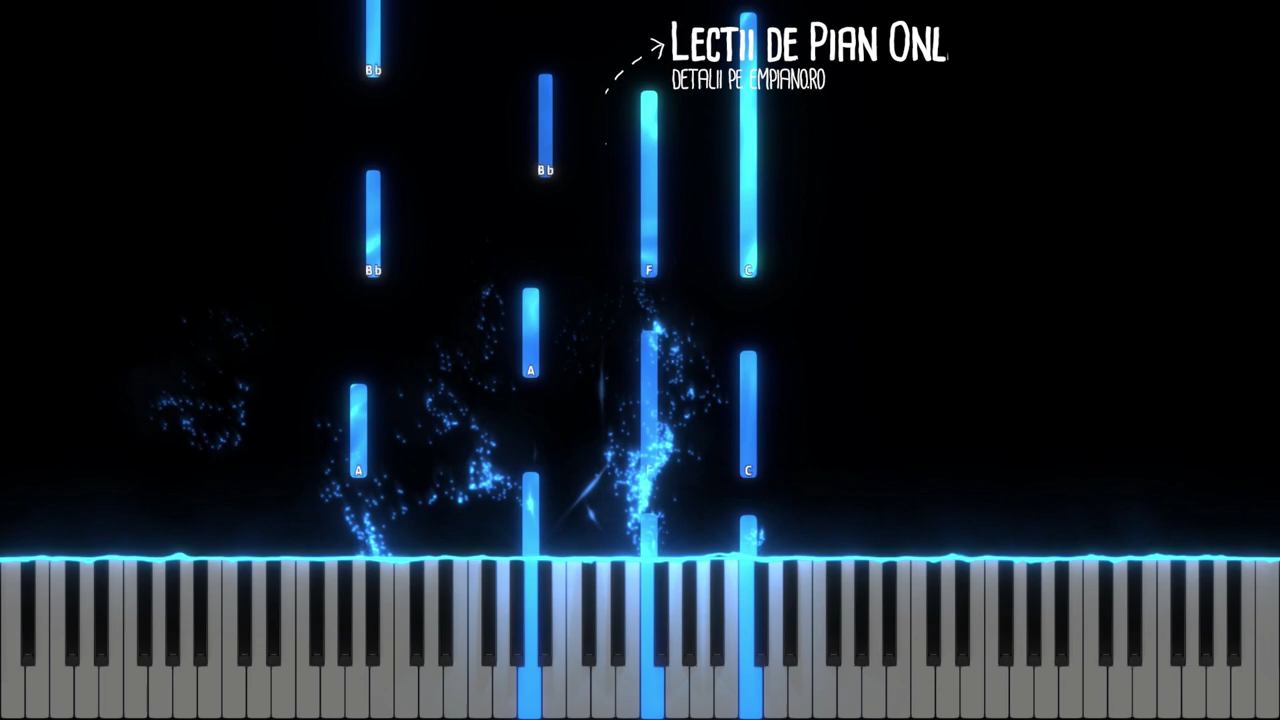 LECTII DE PIAN ONL
DETALII PE EMPIANO.RO
Bb
Bb
Bb
F
C
A
A
C